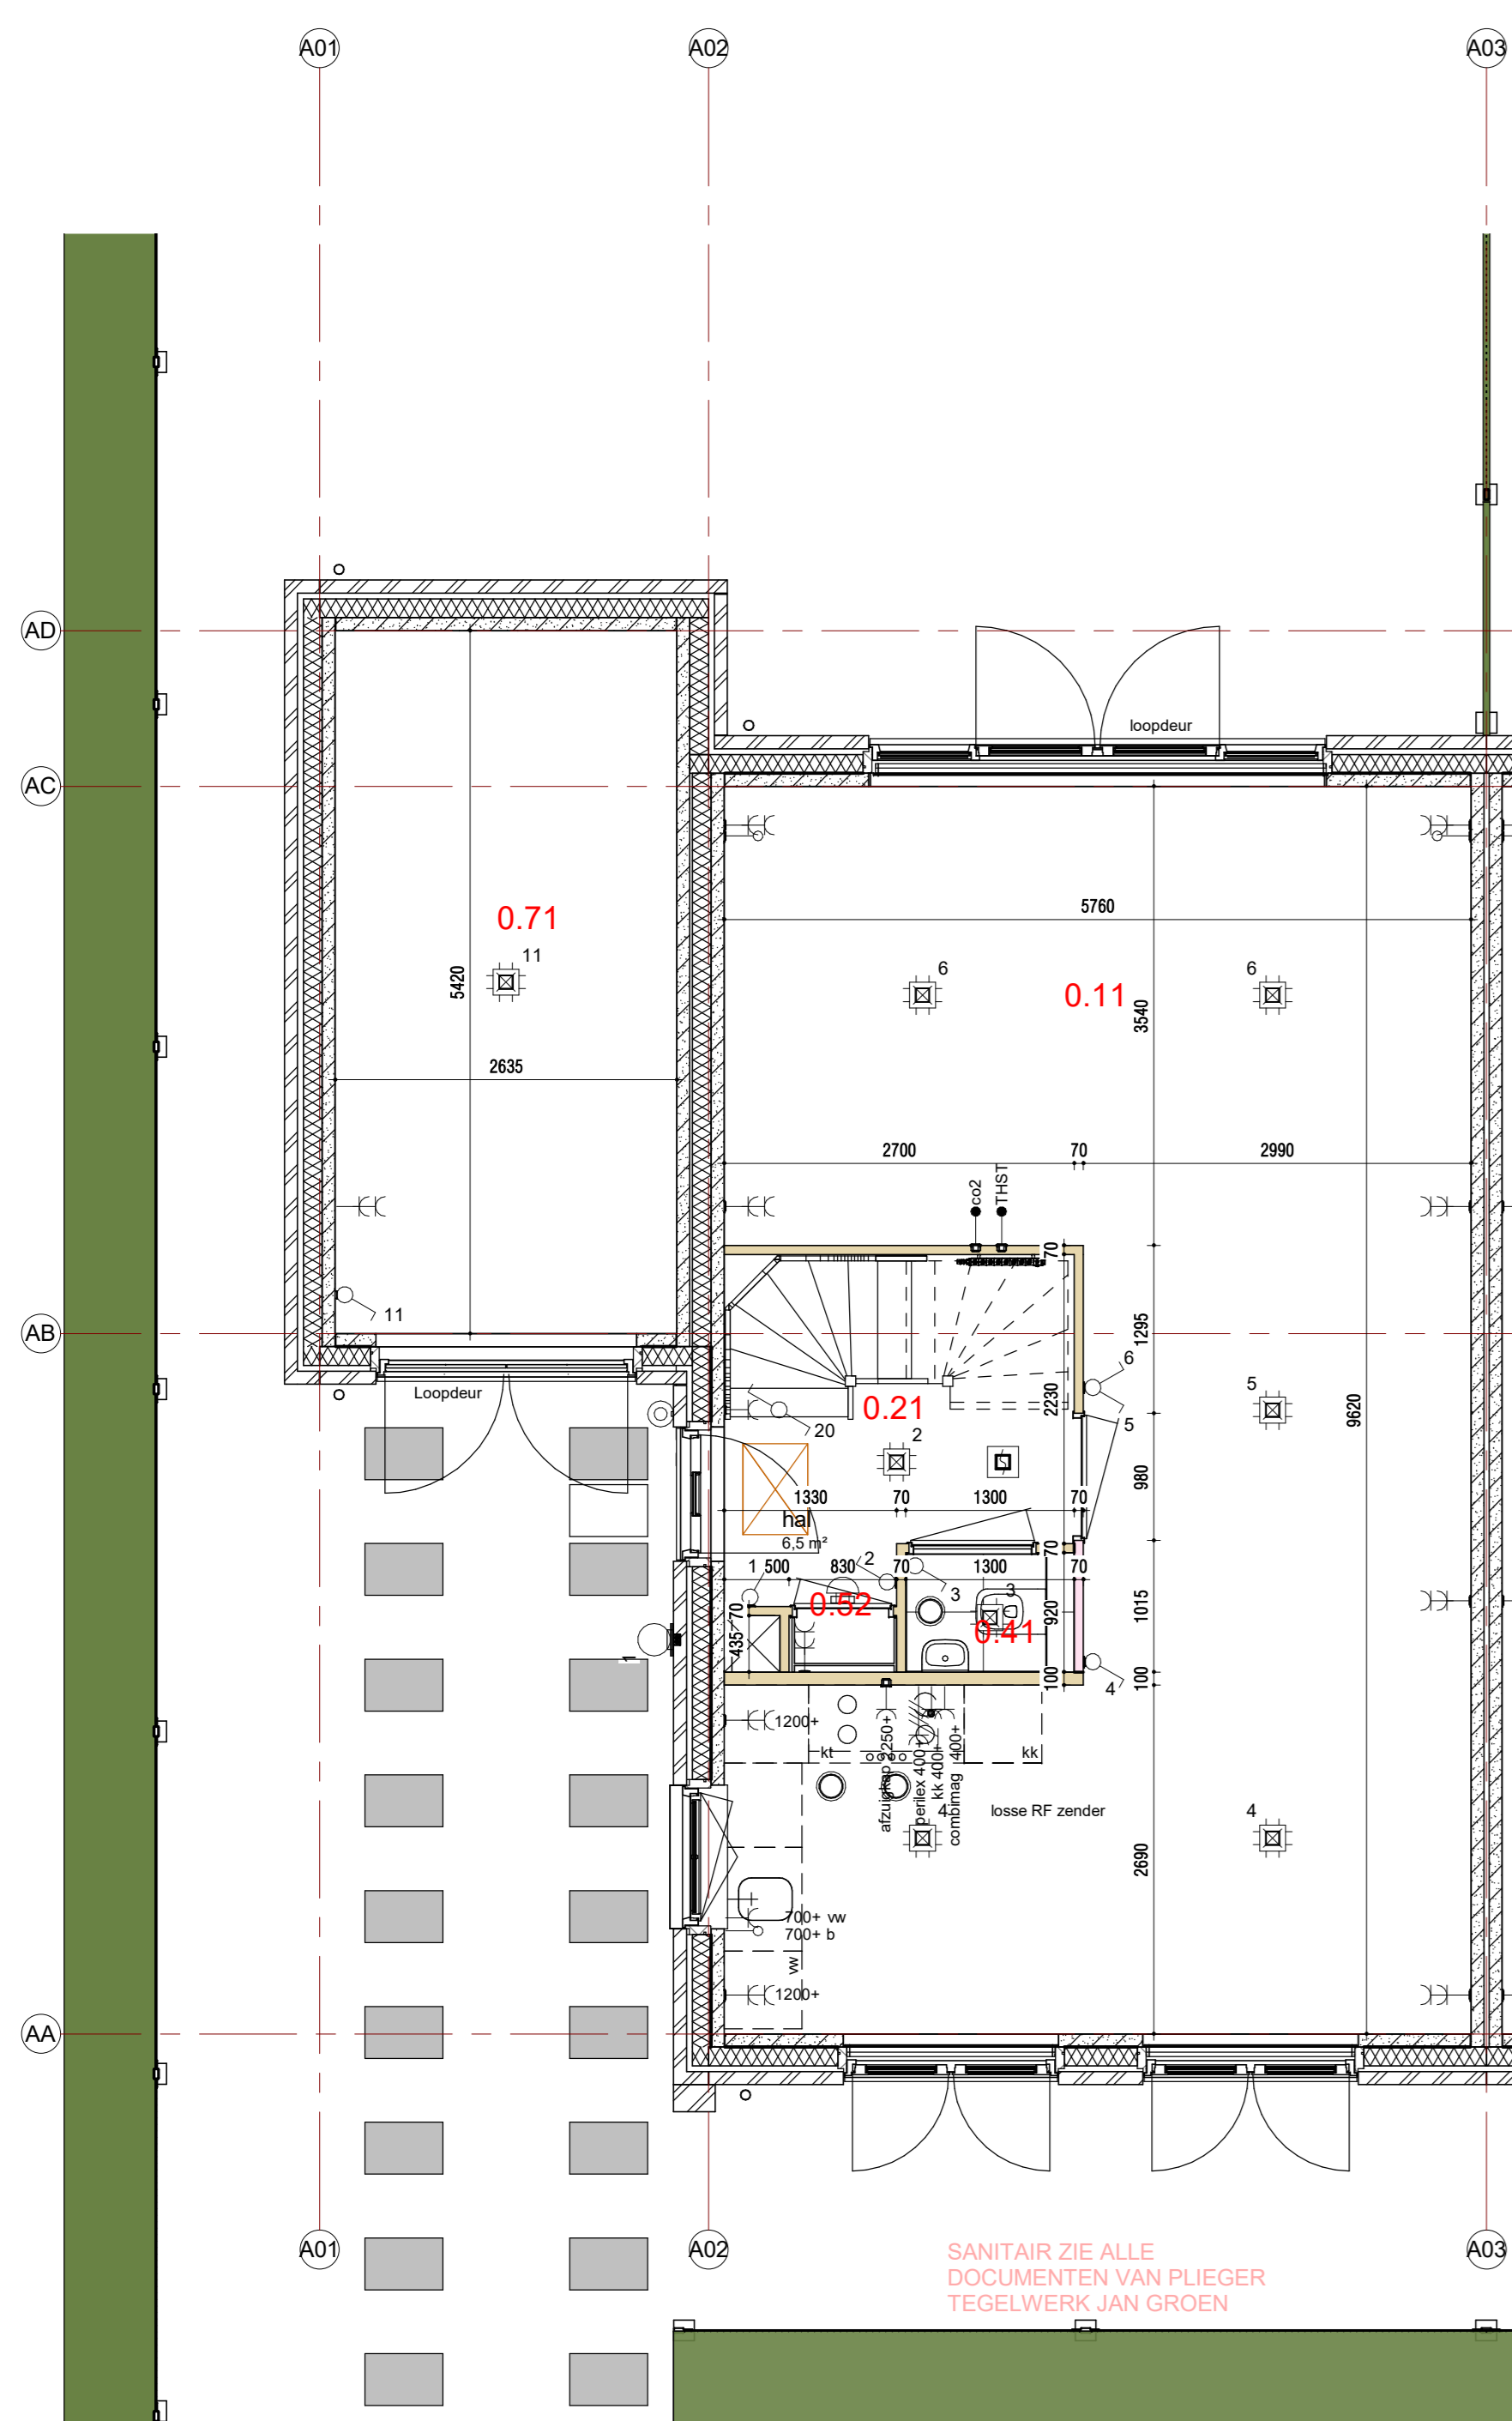 A01 A02 A03
AD
loopdeur
AC
5760
0.71
11
5420
6 6
0.11
3540
2635
2700 70 2990
co2
THST
70
11
AB
1295
6
Loopdeur
5
5
0.21
2230
9620
20
2
980
1330 70 1300 70
hal
6,5 m²
70
2
1 500 830 70 1300 70
3 3
0.52
70
920
1015
0.41
435
1
100 100
4
1200+
kt
kk
afzuigkap 2250+
perilex 400+
kk 400+
combimag 400+
4
losse RF zender
4
2690
700+ vw
700+ b
vw
1200+
AA
A01 A02 A03
SANITAIR ZIE ALLE
DOCUMENTEN VAN PLIEGER
TEGELWERK JAN GROEN